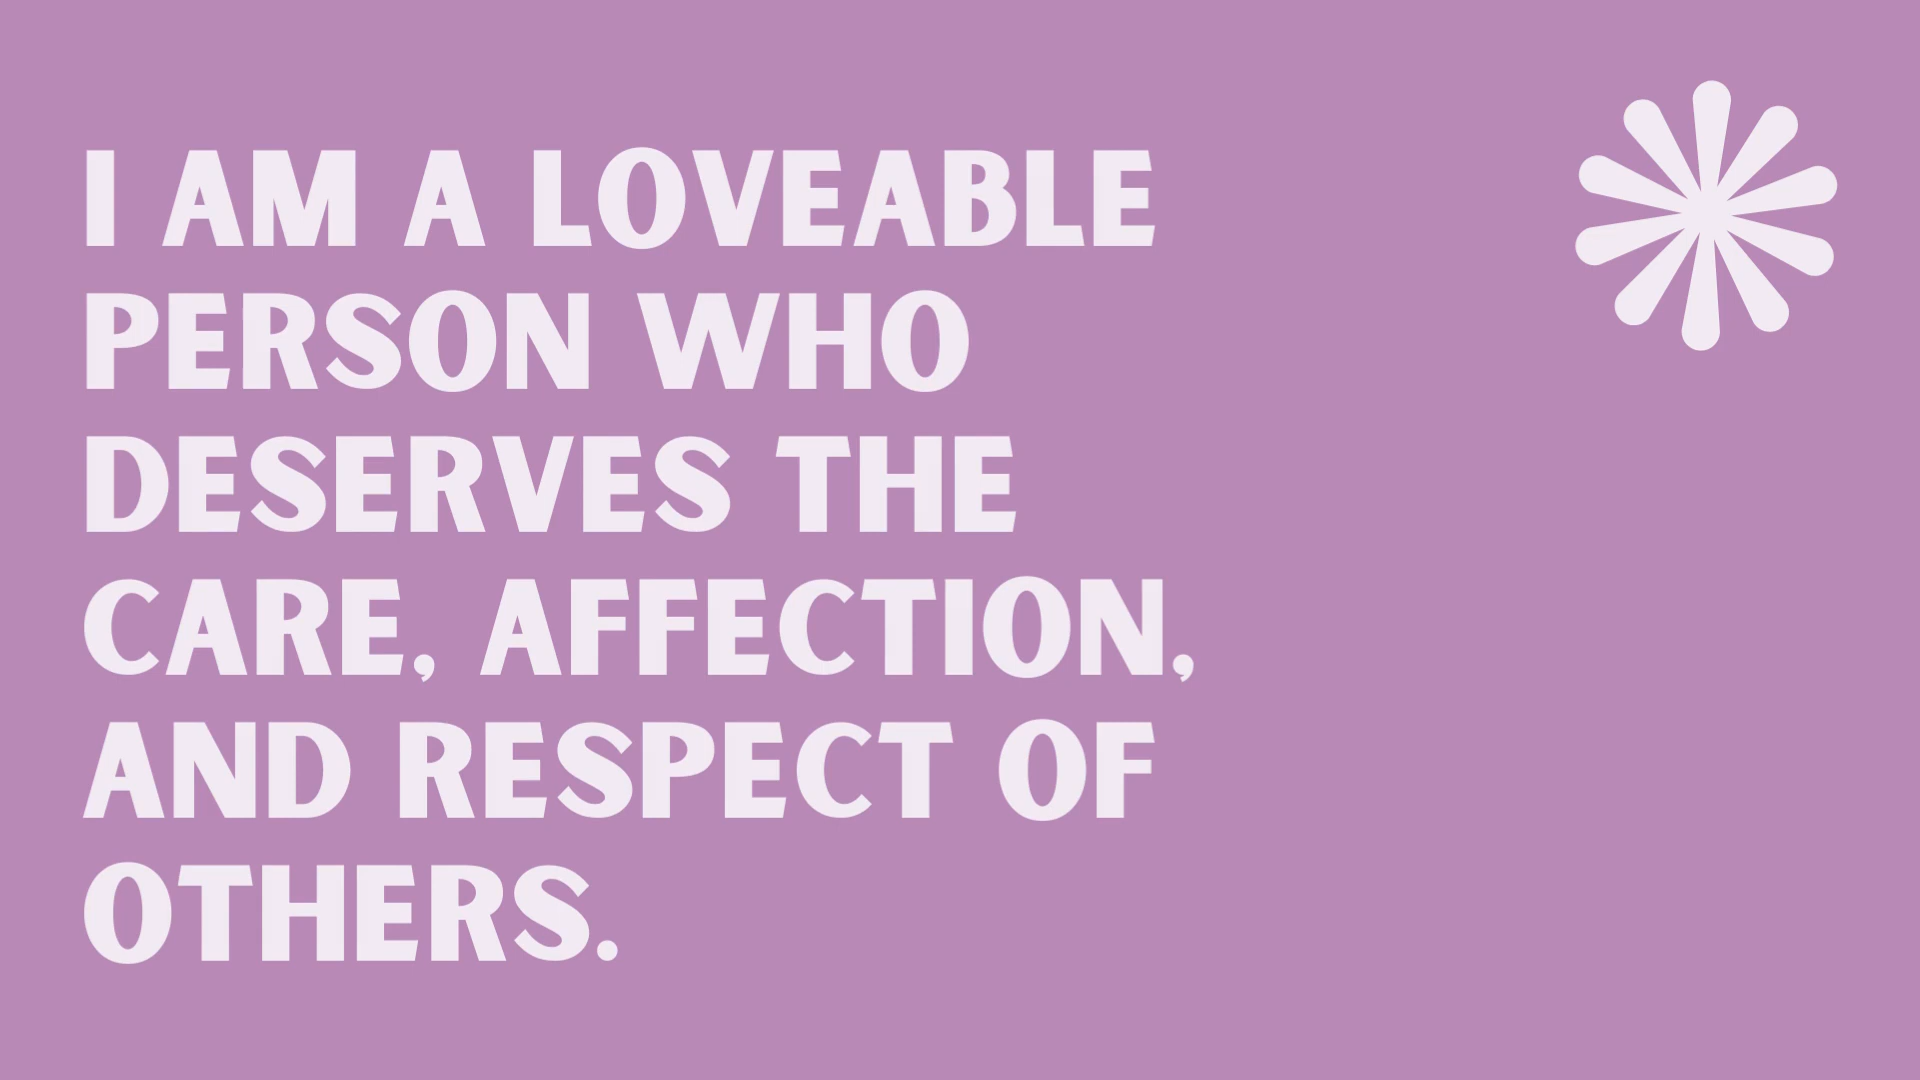 I AM A LOVEABLE
PERSON WHO
DESERVES THE
CARE, AFFECTION,
AND RESPECT OF
OTHERS.